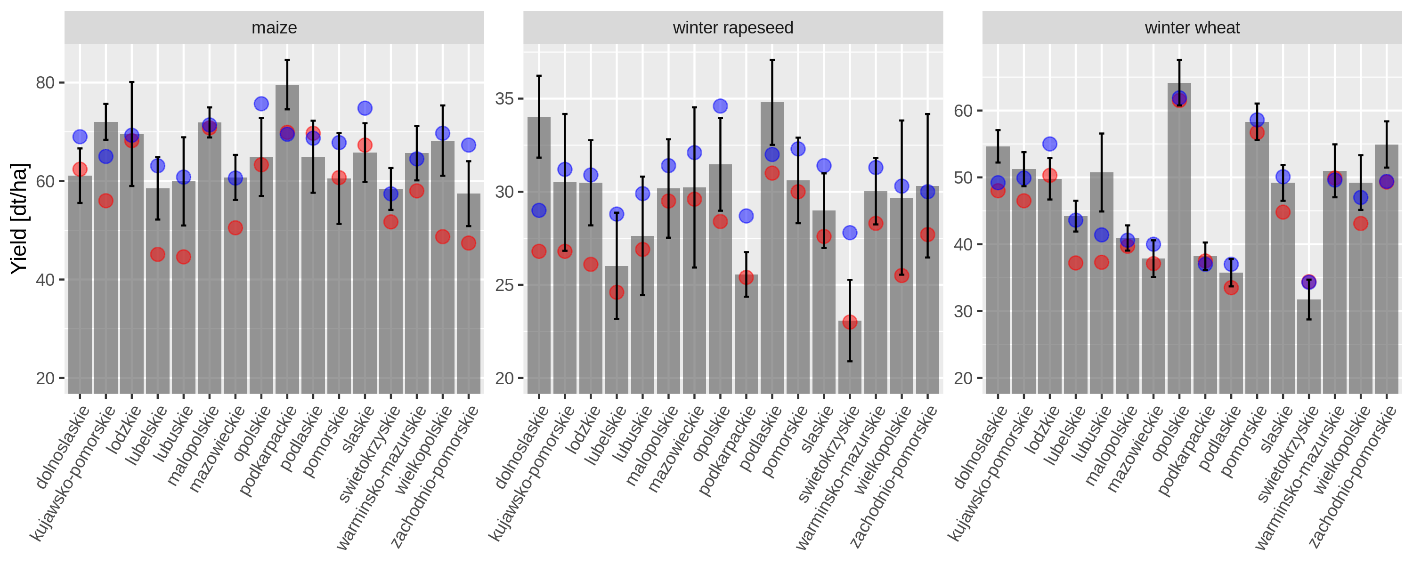 maize
winter rapeseed
winter wheat
Yield [dt/ha]
80
60
40
20
35
30
25
20
60
50
40
30
20
dolnoslaskie
kujawsko-pomorskie
lodzkie
lubelskie
lubuskie
malopolskie
mazowieckie
opolskie
podkarpackie
podlaskie
pomorskie
slaskie
swietokrzyskie
warminsko-mazurskie
wielkopolskie
zachodnio-pomorskie
dolnoslaskie
kujawsko-pomorskie
lodzkie
lubelskie
lubuskie
malopolskie
mazowieckie
opolskie
podkarpackie
podlaskie
pomorskie
slaskie
swietokrzyskie
warminsko-mazurskie
wielkopolskie
zachodnio-pomorskie
dolnoslaskie
kujawsko-pomorskie
lodzkie
lubelskie
lubuskie
malopolskie
mazowieckie
opolskie
podkarpackie
podlaskie
pomorskie
slaskie
swietokrzyskie
warminsko-mazurskie
wielkopolskie
zachodnio-pomorskie